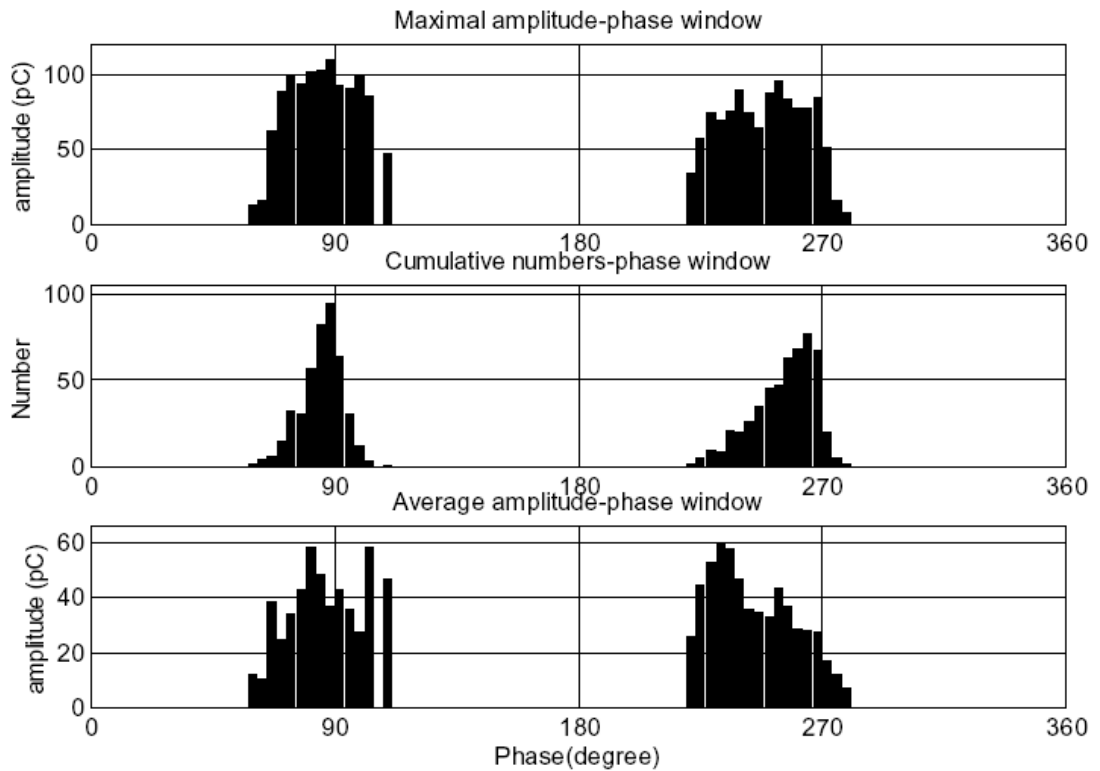 Maximal amplitude-phase window
100
50
0
amplitude (pC)
0 90 180 270 360
Cumulative numbers-phase window
100
50
0
Number
0 90 180 270 360
Average amplitude-phase window
60
40
20
0
amplitude (pC)
0 90 180 270 360
Phase(degree)